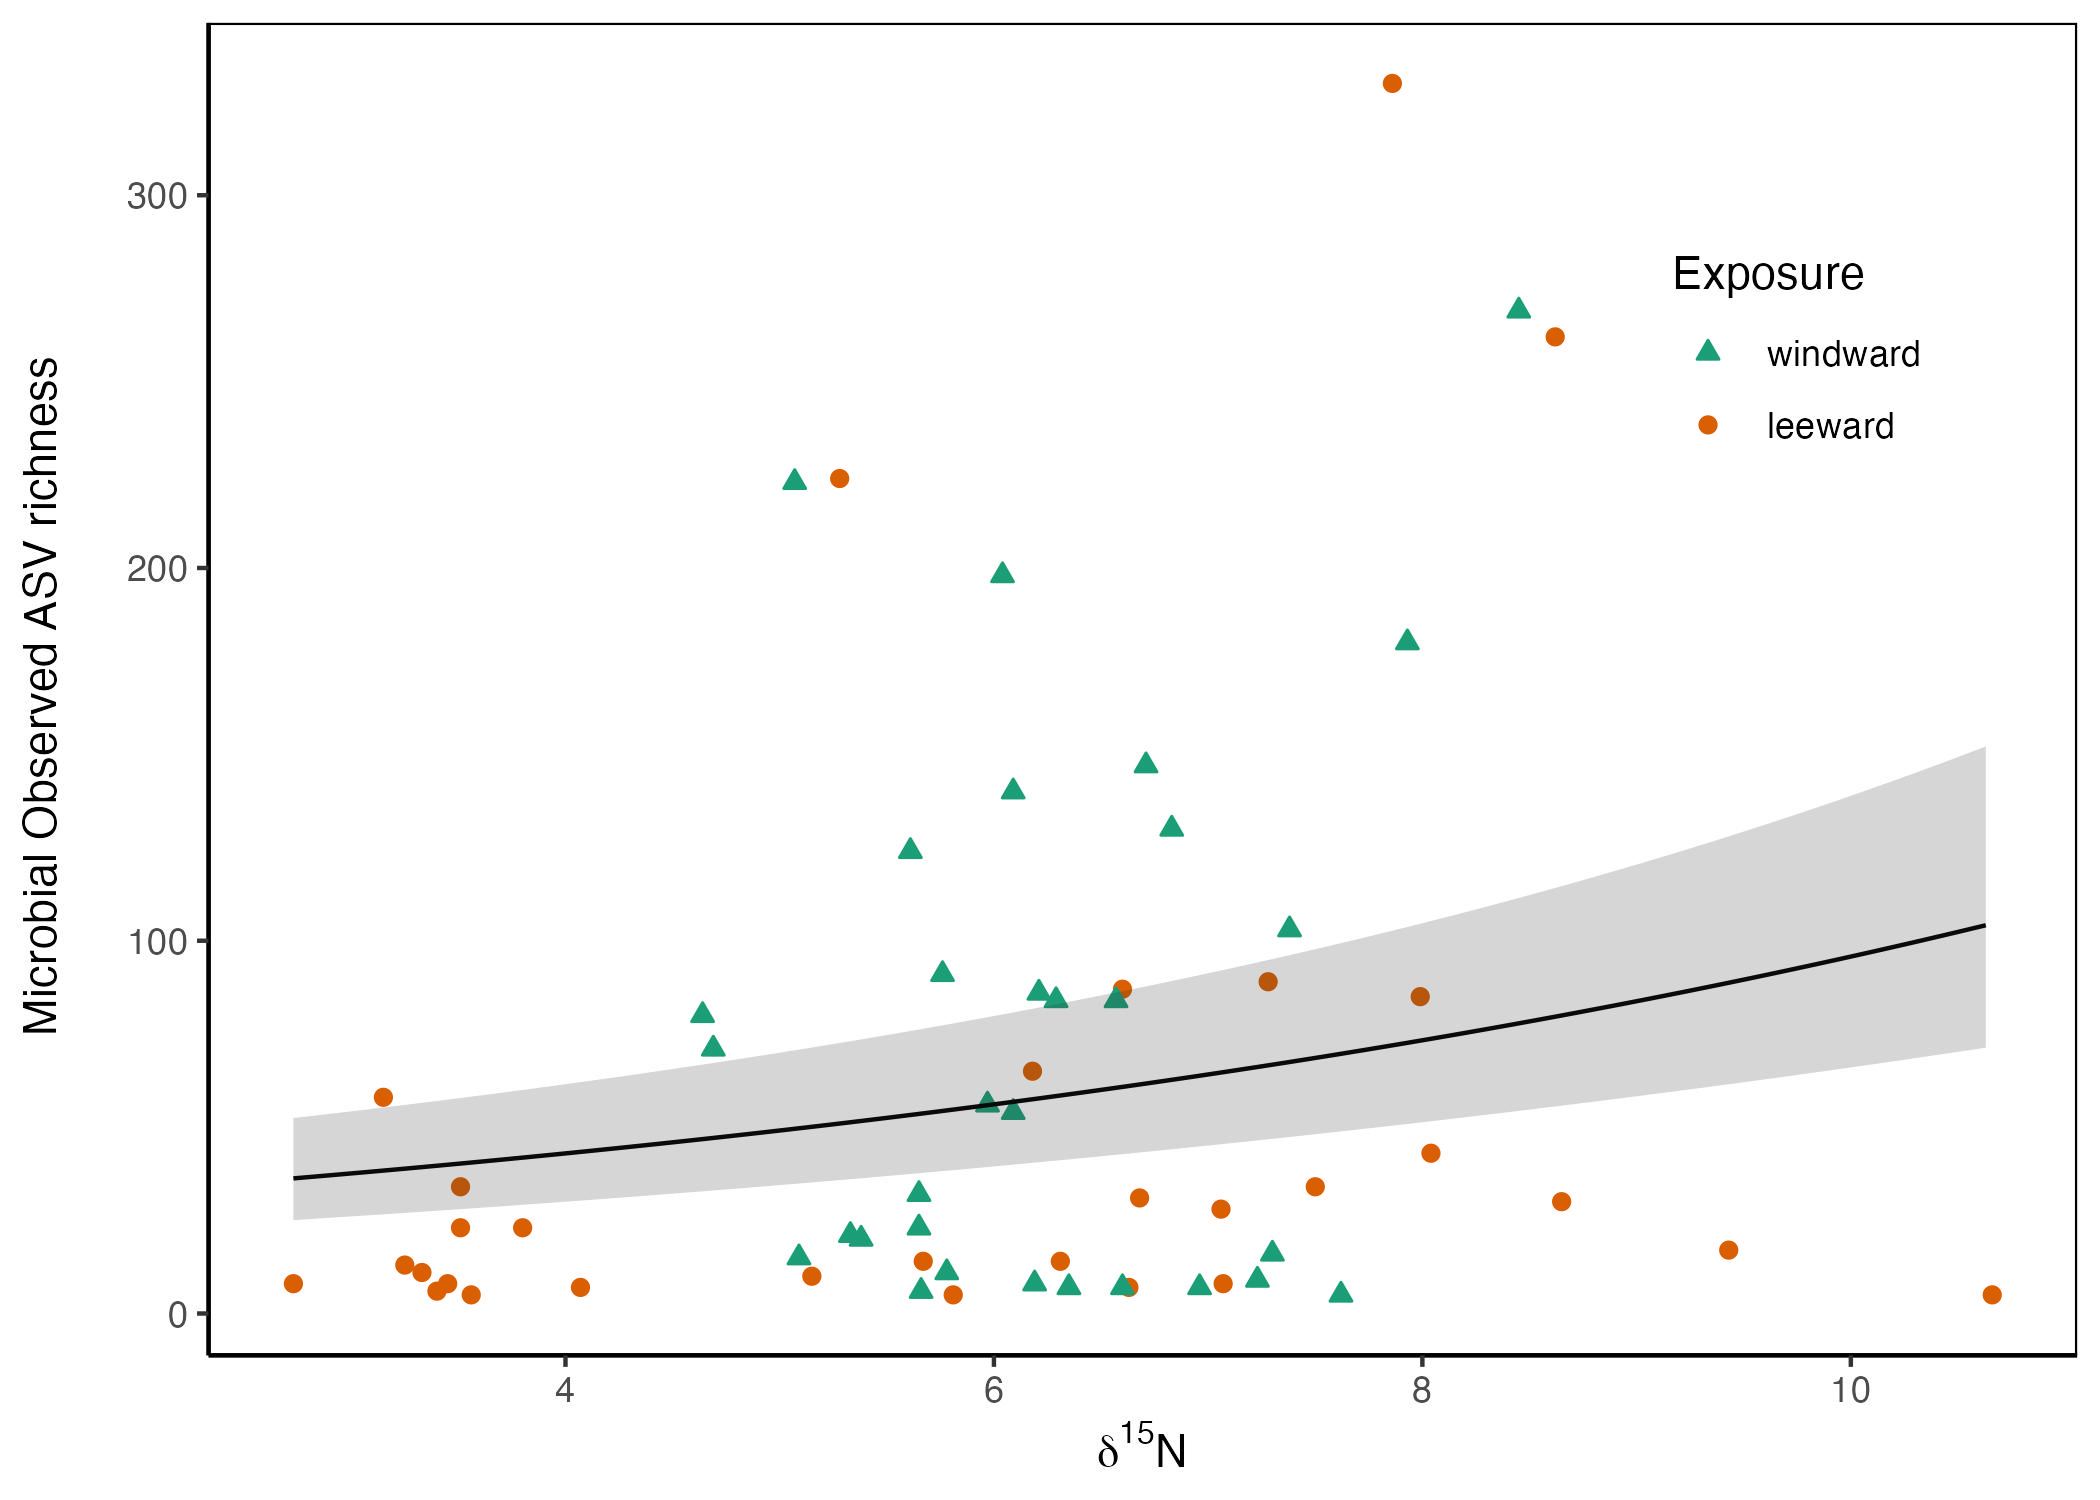 Microbial Observed ASV richness
300
200
100
0
Exposure
windward
leeward
4 6 8 10
δ¹⁵N